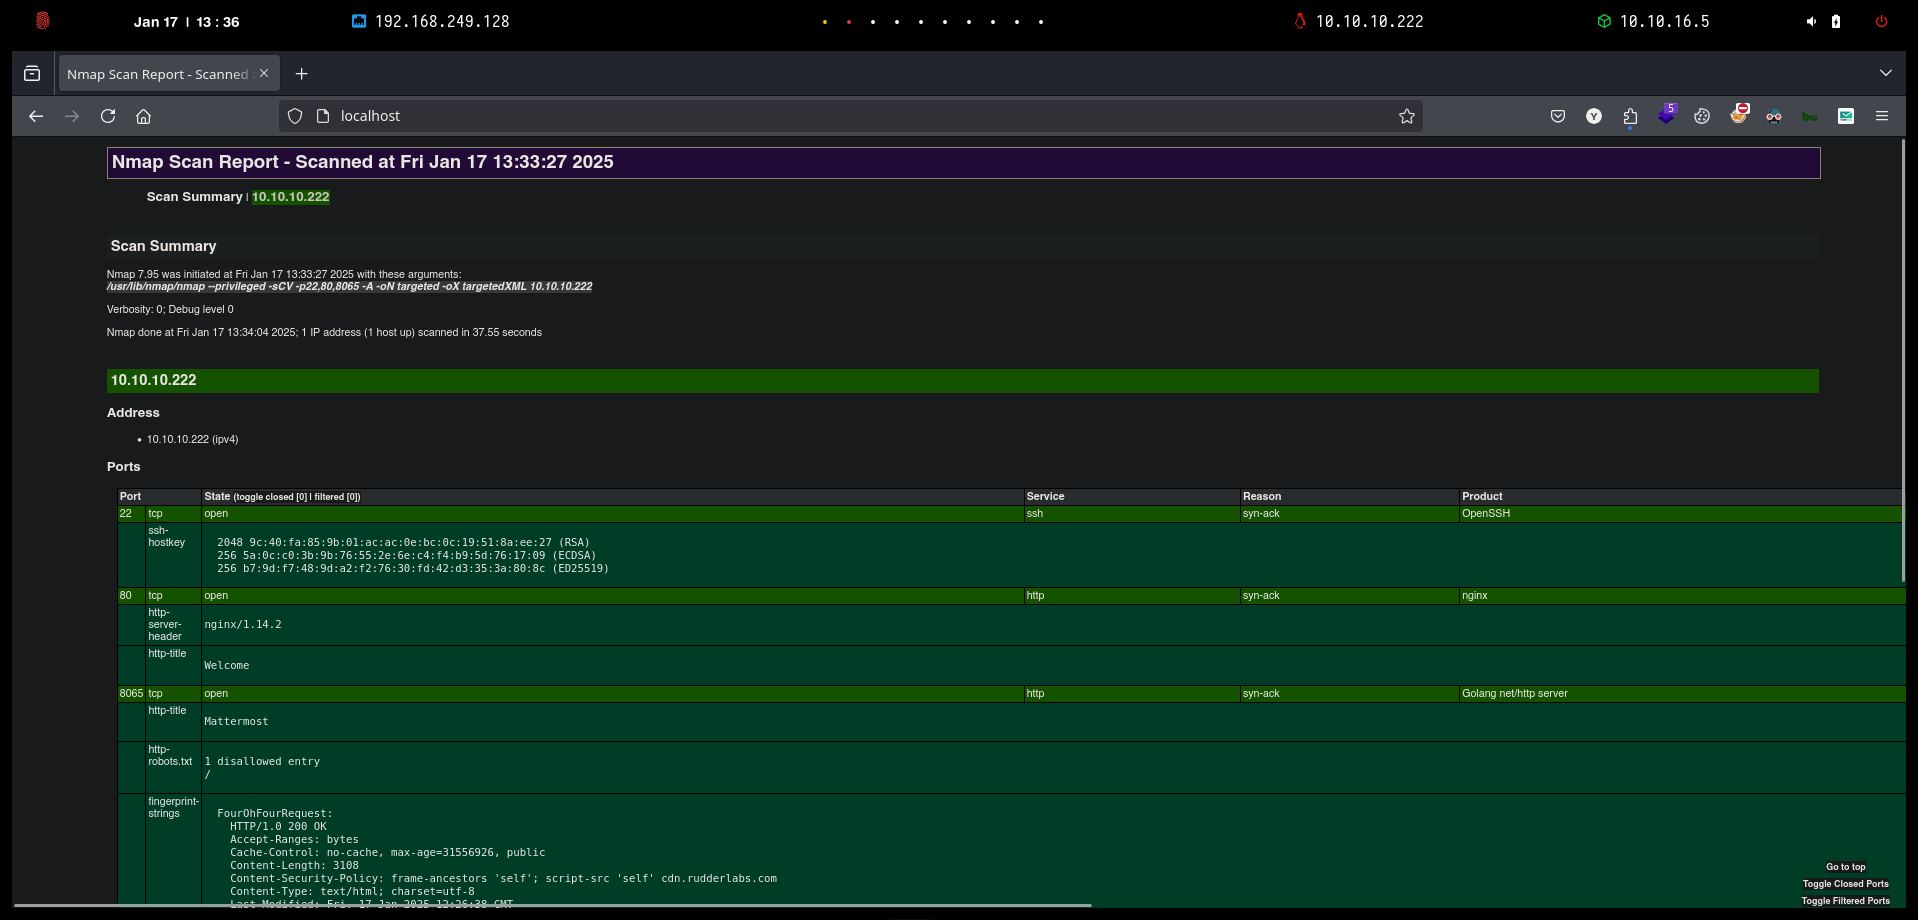 Jan 17 | 13 : 36 192.168.249.128 10.10.10.222 10.10.16.5
Nmap Scan Report - Scanned
localhost 5 Y bw
Nmap Scan Report - Scanned at Fri Jan 17 13:33:27 2025
Scan Summary | 10.10.10.222
Scan Summary
Nmap 7.95 was initiated at Fri Jan 17 13:33:27 2025 with these arguments:
/usr/lib/nmap/nmap --privileged -sCV -p22,80,8065 -A -oN targeted -oX targetedXML 10.10.10.222
Verbosity: 0; Debug level 0
Nmap done at Fri Jan 17 13:34:04 2025; 1 IP address (1 host up) scanned in 37.55 seconds
10.10.10.222
Address
• 10.10.10.222 (ipv4)
Ports
Port State (toggle closed [0] | filtered [0]) Service Reason Product
22 tcp open ssh syn-ack OpenSSH
ssh-hostkey
2048 9c:40:fa:85:9b:01:ac:ac:0e:bc:0c:19:51:8a:ee:27 (RSA)
256 5a:0c:c0:3b:9b:76:55:2e:6e:c4:f4:b9:5d:76:17:09 (ECDSA)
256 b7:9d:f7:48:9d:a2:f2:76:30:fd:42:d3:35:3a:80:8c (ED25519)
80 tcp open http syn-ack nginx
http-server-header
nginx/1.14.2
http-title
Welcome
8065 tcp open http syn-ack Golang net/http server
http-title
Mattermost
http-robots.txt
1 disallowed entry
/
fingerprint-strings
FourOhFourRequest:
HTTP/1.0 200 OK
Accept-Ranges: bytes
Cache-Control: no-cache, max-age=31556926, public
Content-Length: 3108
Content-Security-Policy: frame-ancestors 'self'; script-src 'self' cdn.rudderlabs.com
Content-Type: text/html; charset=utf-8
Last-Modified: Fri, 17 Jan 2025 12:26:38 GMT
Go to top
Toggle Closed Ports
Toggle Filtered Ports